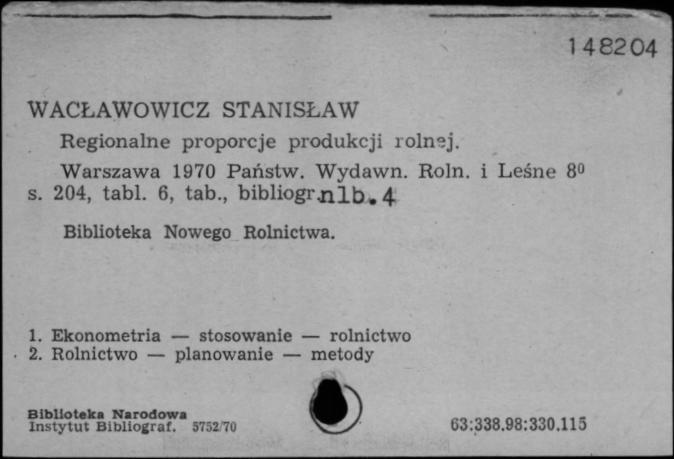 148204
WACŁAWOWICZ STANISŁAW
Regionalne proporcje produkcji rolnej.
Warszawa 1970 Państw. Wydawn. Roln. i Leśne 8⁰
s. 204, tabl. 6, tab., bibliogr.nlb. 4
Biblioteka Nowego Rolnictwa.
1. Ekonometria — stosowanie — rolnictwo
2. Rolnictwo — planowanie — metody
Biblioteka Narodowa
Instytut Bibliograf. 5752/70
63:338.98:330.115